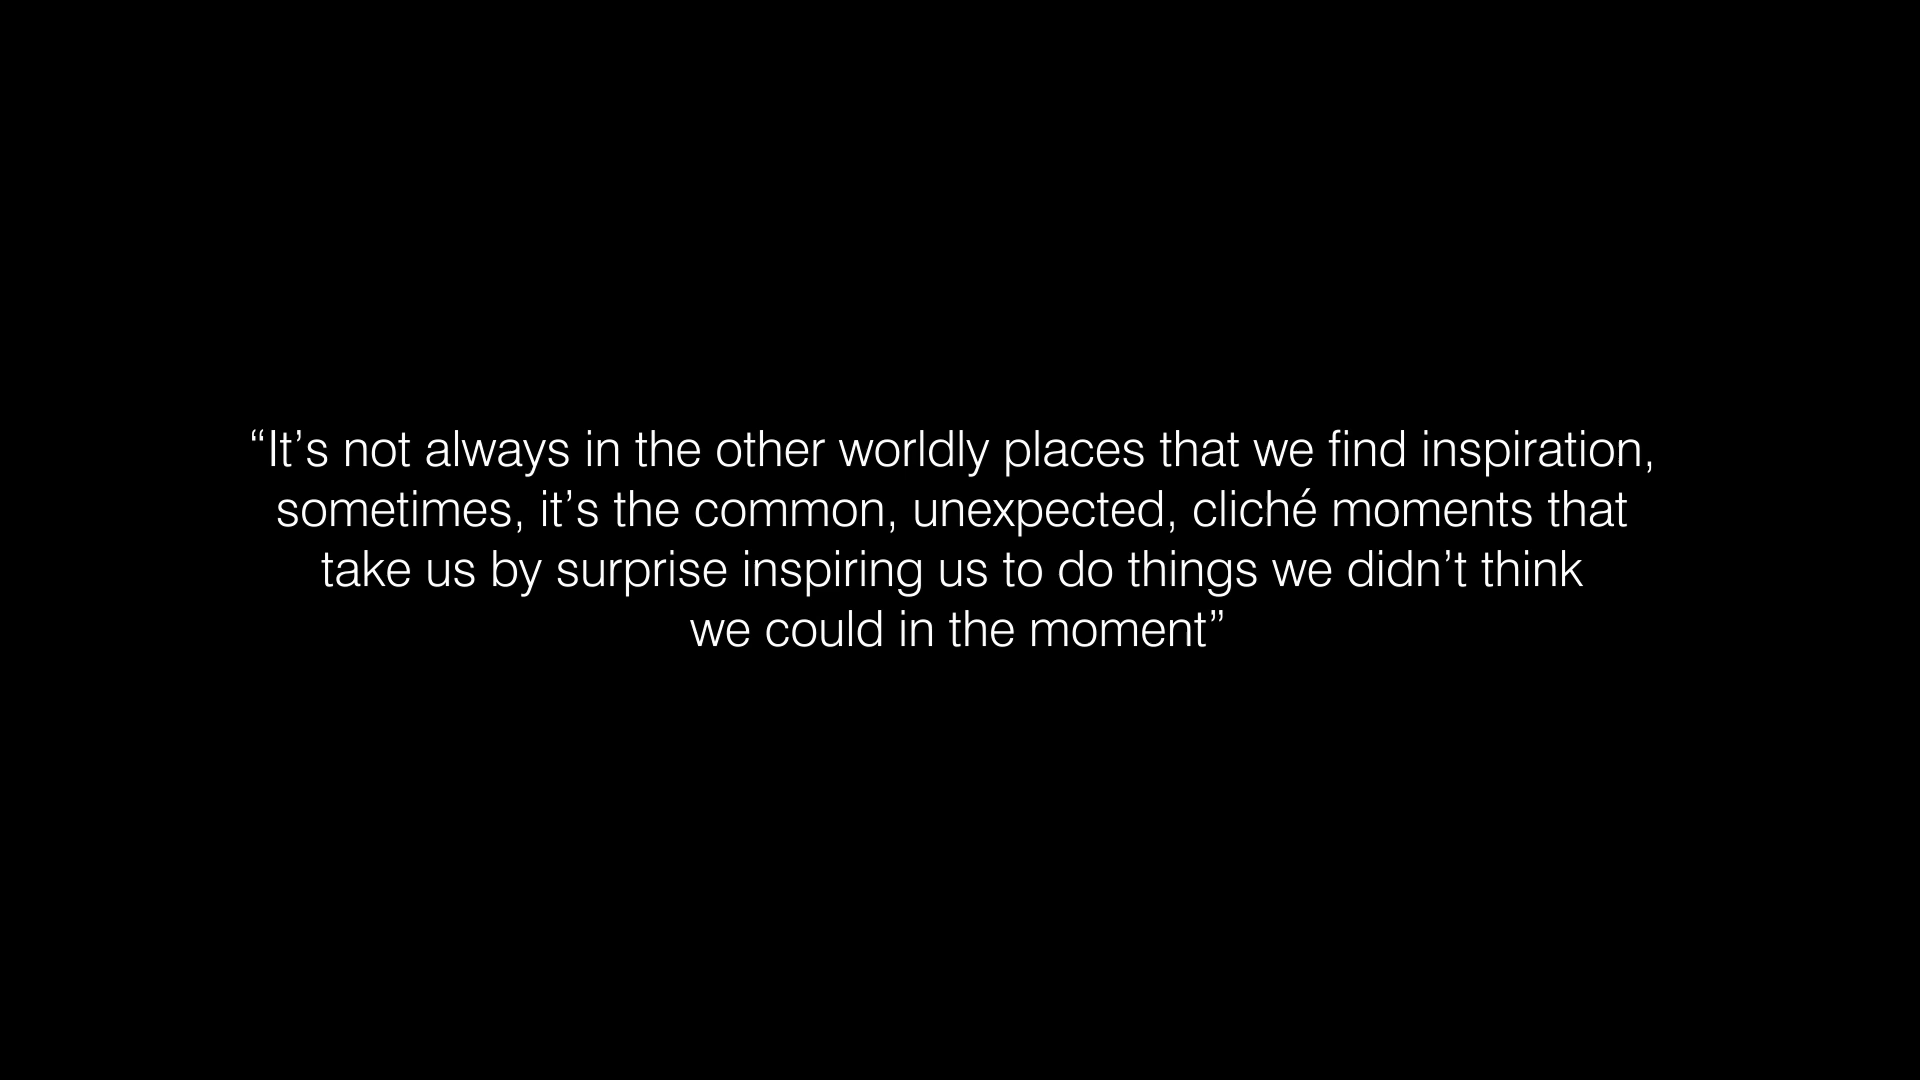 “It’s not always in the other worldly places that we find inspiration,
sometimes, it’s the common, unexpected, cliché moments that
take us by surprise inspiring us to do things we didn’t think
we could in the moment”